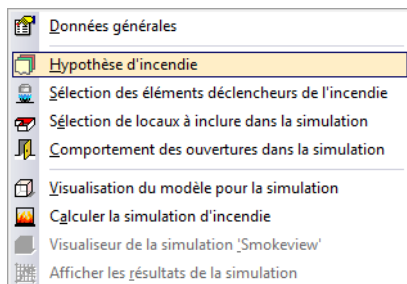 Données générales
Hypothèse d'incendie
Sélection des éléments déclencheurs de l'incendie
Sélection de locaux à inclure dans la simulation
Comportement des ouvertures dans la simulation
Visualisation du modèle pour la simulation
Calculer la simulation d'incendie
Visualiseur de la simulation 'Smokeview'
Afficher les résultats de la simulation